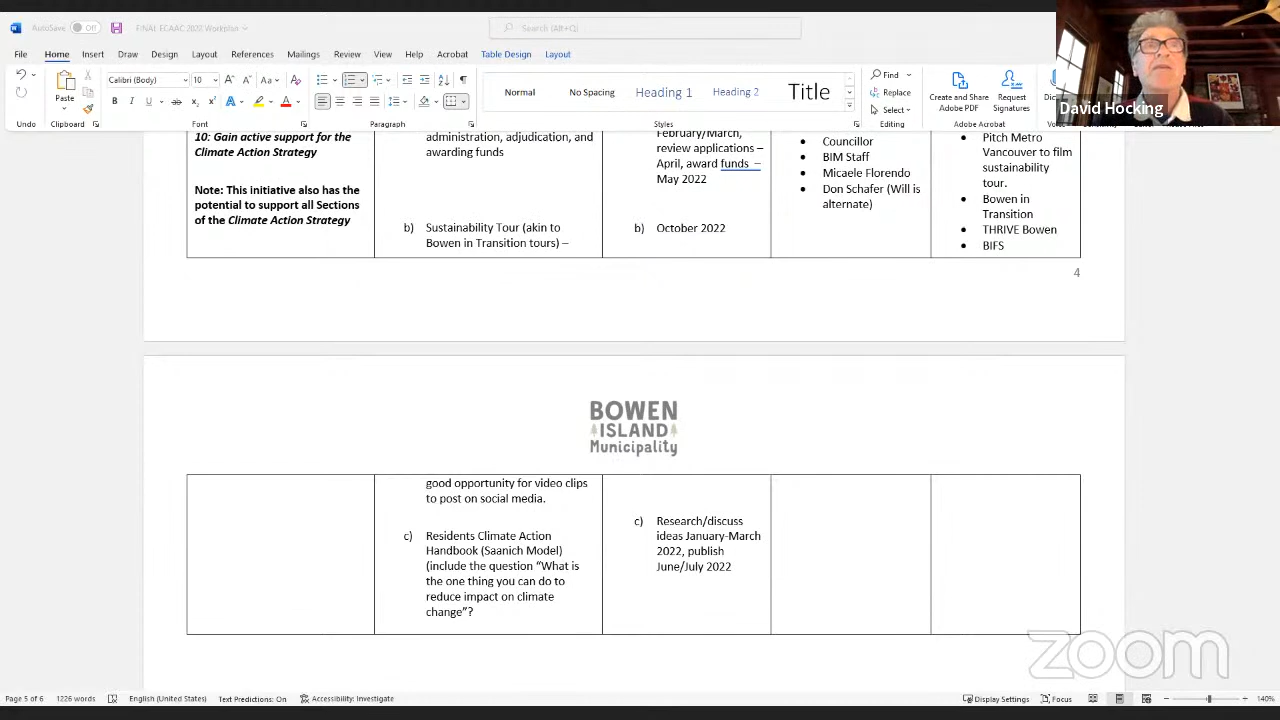 AutoSave Off FINAL ECAAC 2022 Workplan
Search (Alt+Q)
File Home Insert Draw Design Layout References Mailings Review View Help Acrobat Table Design Layout
Calibri (Body) 10
Paste
Normal No Spacing Heading 1 Heading 2 Title
Find
Replace
Select
Create and Share
Adobe PDF
Request
Signatures
Undo Clipboard Font Paragraph Styles Editing Adobe Acrobat
David Hocking
10: Gain active support for the
Climate Action Strategy
Note: This initiative also has the
potential to support all Sections
of the Climate Action Strategy
administration, adjudication, and
awarding funds
b) Sustainability Tour (akin to
Bowen in Transition tours) –
February/March,
review applications –
April, award funds –
May 2022
b) October 2022
• Councillor
• BIM Staff
• Micaele Florendo
• Don Schafer (Will is
alternate)
• Pitch Metro
Vancouver to film
sustainability
tour.
• Bowen in
Transition
• THRIVE Bowen
• BIFS
4
BOWEN
ISLAND
Municipality
good opportunity for video clips
to post on social media.
c) Residents Climate Action
Handbook (Saanich Model)
(include the question “What is
the one thing you can do to
reduce impact on climate
change”?
c) Research/discuss
ideas January-March
2022, publish
June/July 2022
zoom
Page 5 of 6 1226 words English (United States) Text Predictions: On Accessibility: Investigate Display Settings Focus 140%